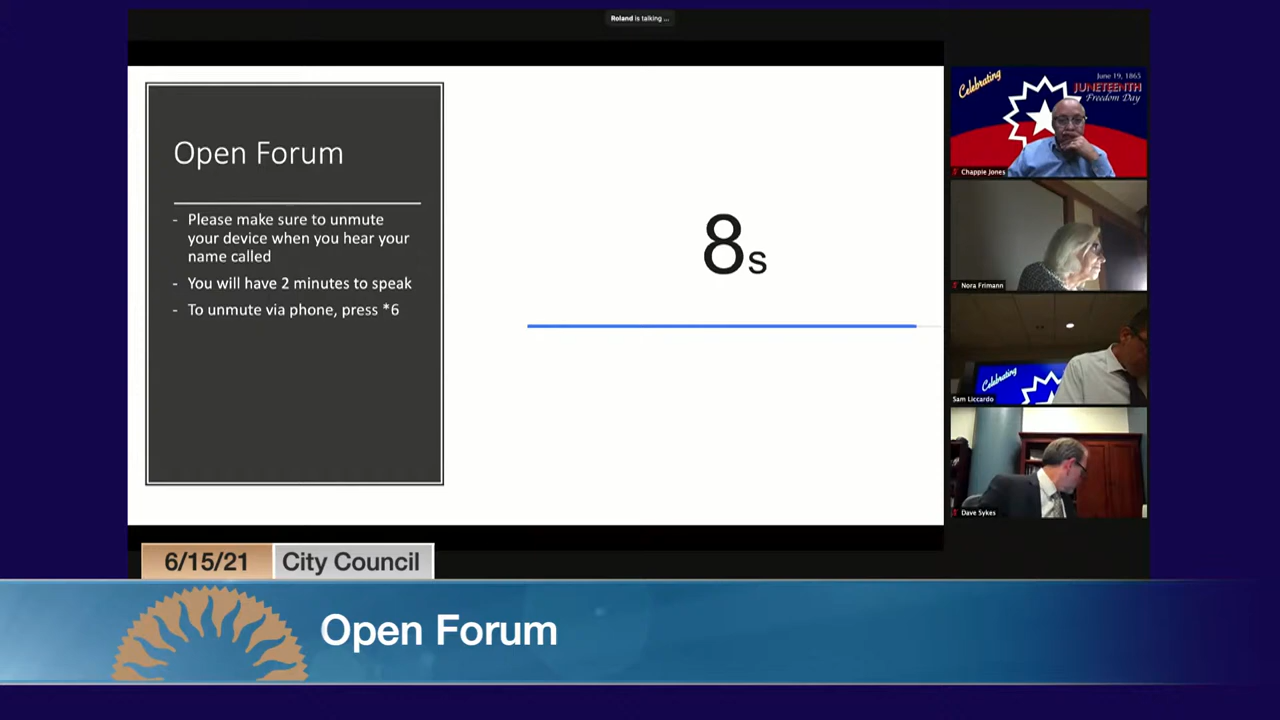 Roland is talking ...
Open Forum
- Please make sure to unmute
your device when you hear your
name called
- You will have 2 minutes to speak
- To unmute via phone, press *6
8s
Celebrating
June 19, 1865
JUNETEENTH
Freedom Day
Chappie Jones
Nora Frimann
Celebrating
Sam Liccardo
Dave Sykes
6/15/21
City Council
Open Forum